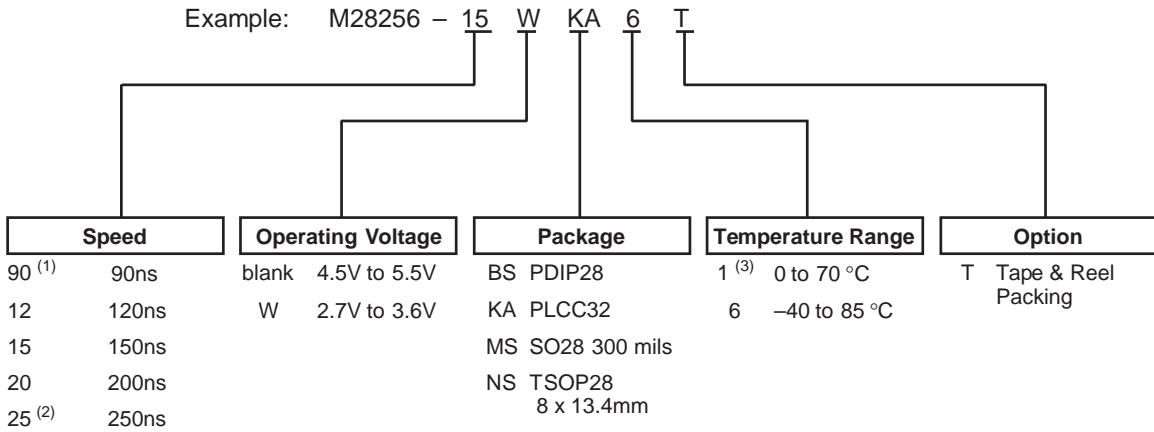 Example: M28256 – 15 W KA 6 T
Speed
90 (1) 90ns
12 120ns
15 150ns
20 200ns
25 (2) 250ns
Operating Voltage
blank 4.5V to 5.5V
W 2.7V to 3.6V
Package
BS PDIP28
KA PLCC32
MS SO28 300 mils
NS TSOP28
8 x 13.4mm
Temperature Range
1 (3) 0 to 70 °C
6 –40 to 85 °C
Option
T Tape & Reel
Packing